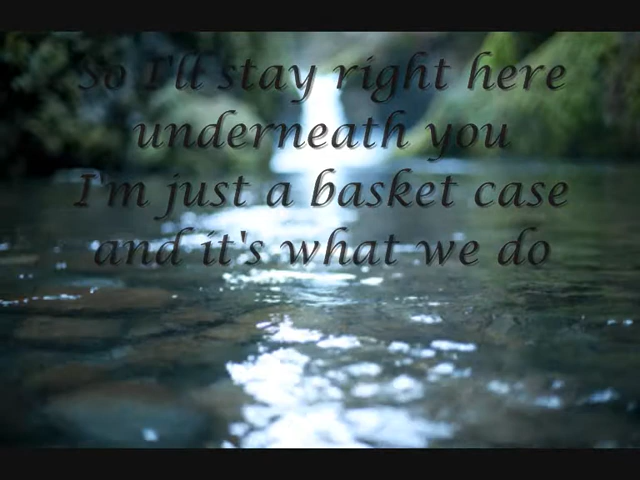 So I'll stay right here
underneath you
I'm just a basket case
and it's what we do